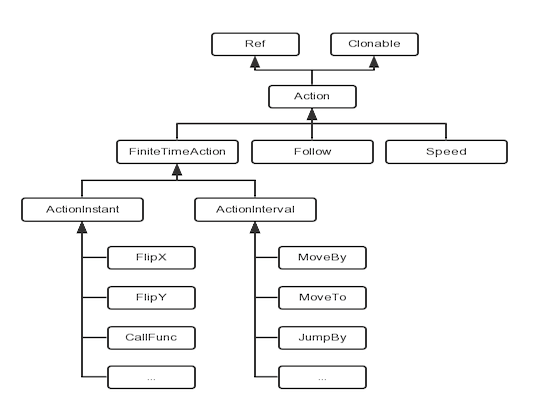 Ref
Clonable
Action
FiniteTimeAction
Follow
Speed
ActionInstant
ActionInterval
FlipX
MoveBy
FlipY
MoveTo
CallFunc
JumpBy
...
...